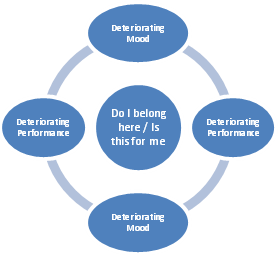 Deteriorating
Mood
Deteriorating
Performance
Do I belong
here / Is
this for me
Deteriorating
Performance
Deteriorating
Mood